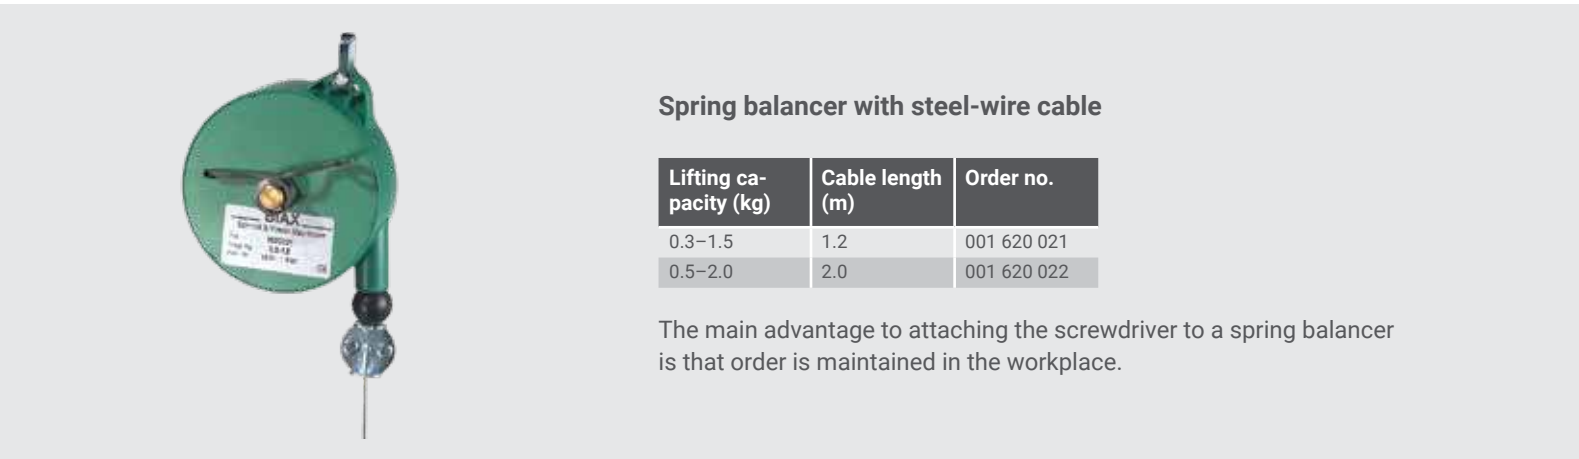 BIAX
Spring balancer with steel-wire cable
Lifting ca-
pacity (kg)
Cable length
(m)
Order no.
0.3–1.5
1.2
001 620 021
0.5–2.0
2.0
001 620 022
The main advantage to attaching the screwdriver to a spring balancer
is that order is maintained in the workplace.